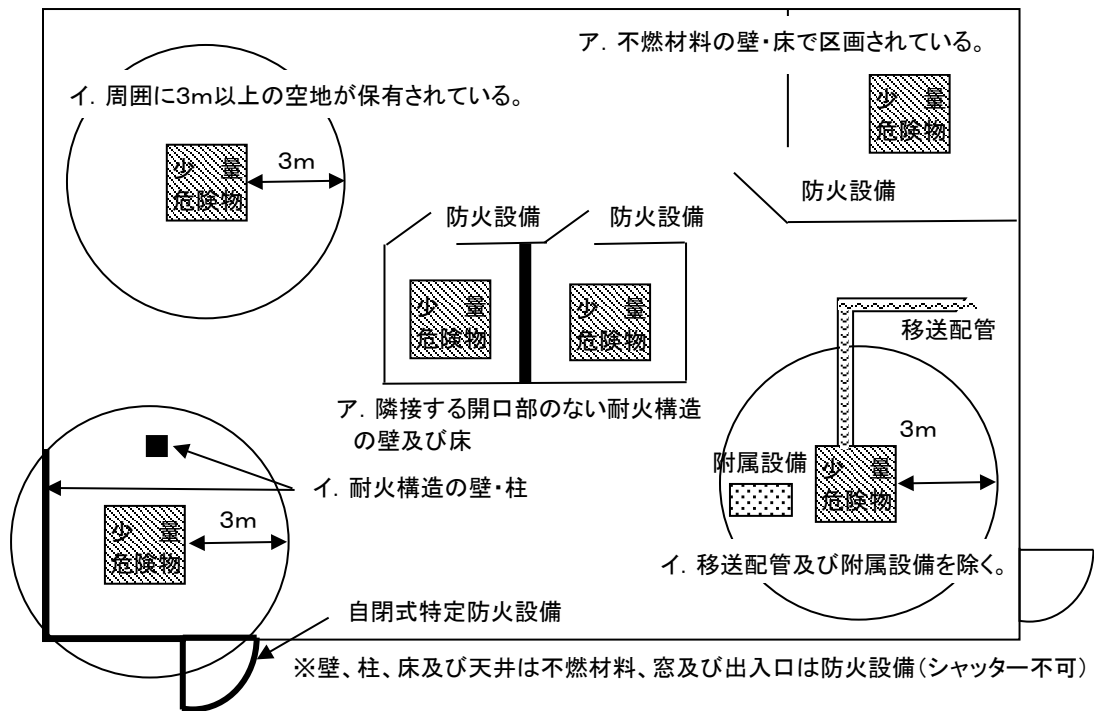 ア．不燃材料の壁・床で区画されている。
イ．周囲に３ｍ以上の空地が保有されている。
少　量
危険物
３ｍ
少　量
危険物
防火設備
防火設備
防火設備
少　量
危険物
少　量
危険物
移送配管
ア．隣接する開口部のない耐火構造
の壁及び床
３ｍ
附属設備
少　量
危険物
イ．耐火構造の壁・柱
３ｍ
少　量
危険物
イ．移送配管及び附属設備を除く。
自閉式特定防火設備
※壁、柱、床及び天井は不燃材料、窓及び出入口は防火設備（シャッター不可）